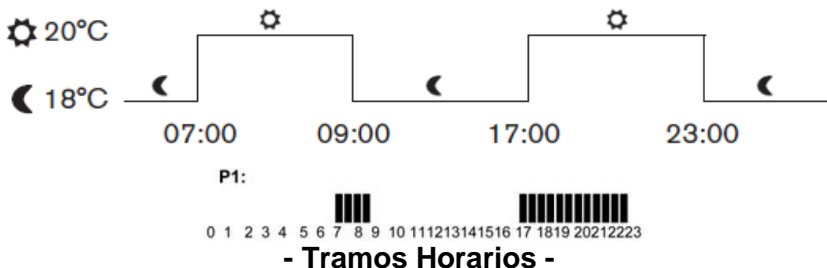 20°C
18°C
07:00 09:00 17:00 23:00
P1:
0 1 2 3 4 5 6 7 8 9 10 11 12 13 14 15 16 17 18 19 20 21 22 23
- Tramos Horarios -